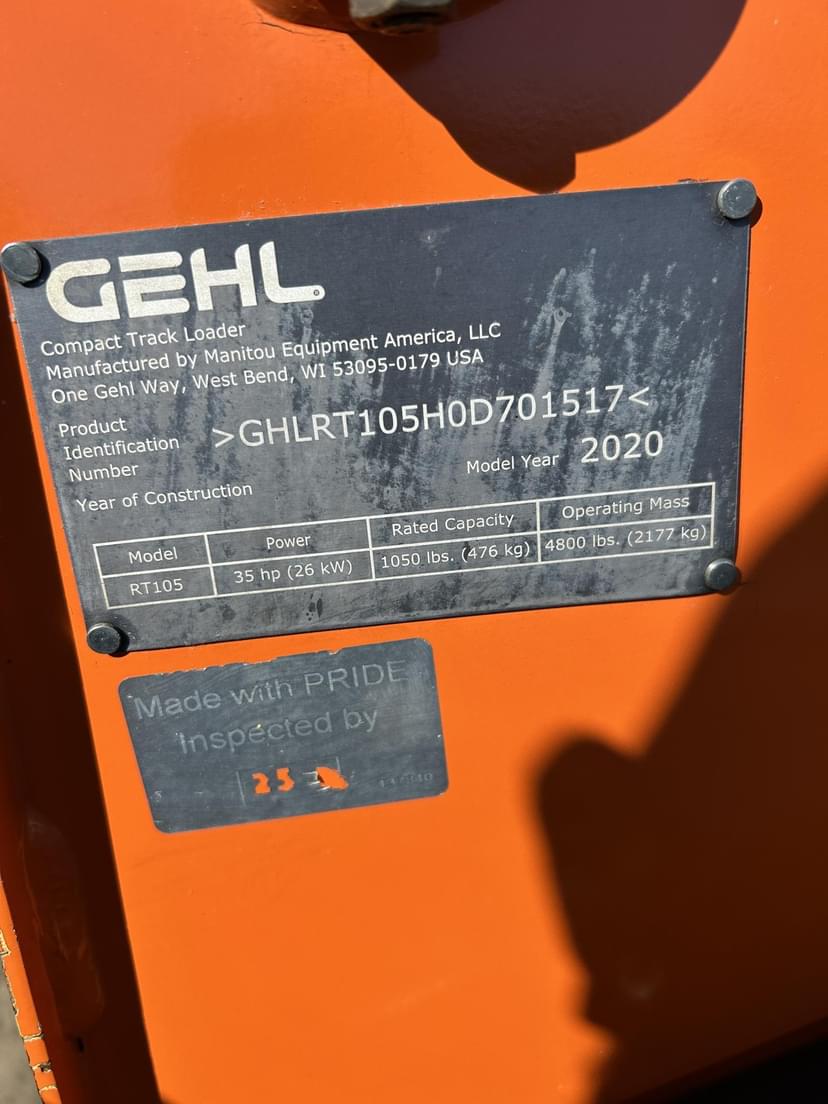 GEHL®
Compact Track Loader
Manufactured by Manitou Equipment America, LLC
One Gehl Way, West Bend, WI 53095-0179 USA
Product
Identification
Number
>GHLRT105H0D701517<
Model Year 2020
Year of Construction
Model Power Rated Capacity Operating Mass
RT105 35 hp (26 kW) 1050 lbs. (476 kg) 4800 lbs. (2177 kg)
Made with PRIDE
Inspected by